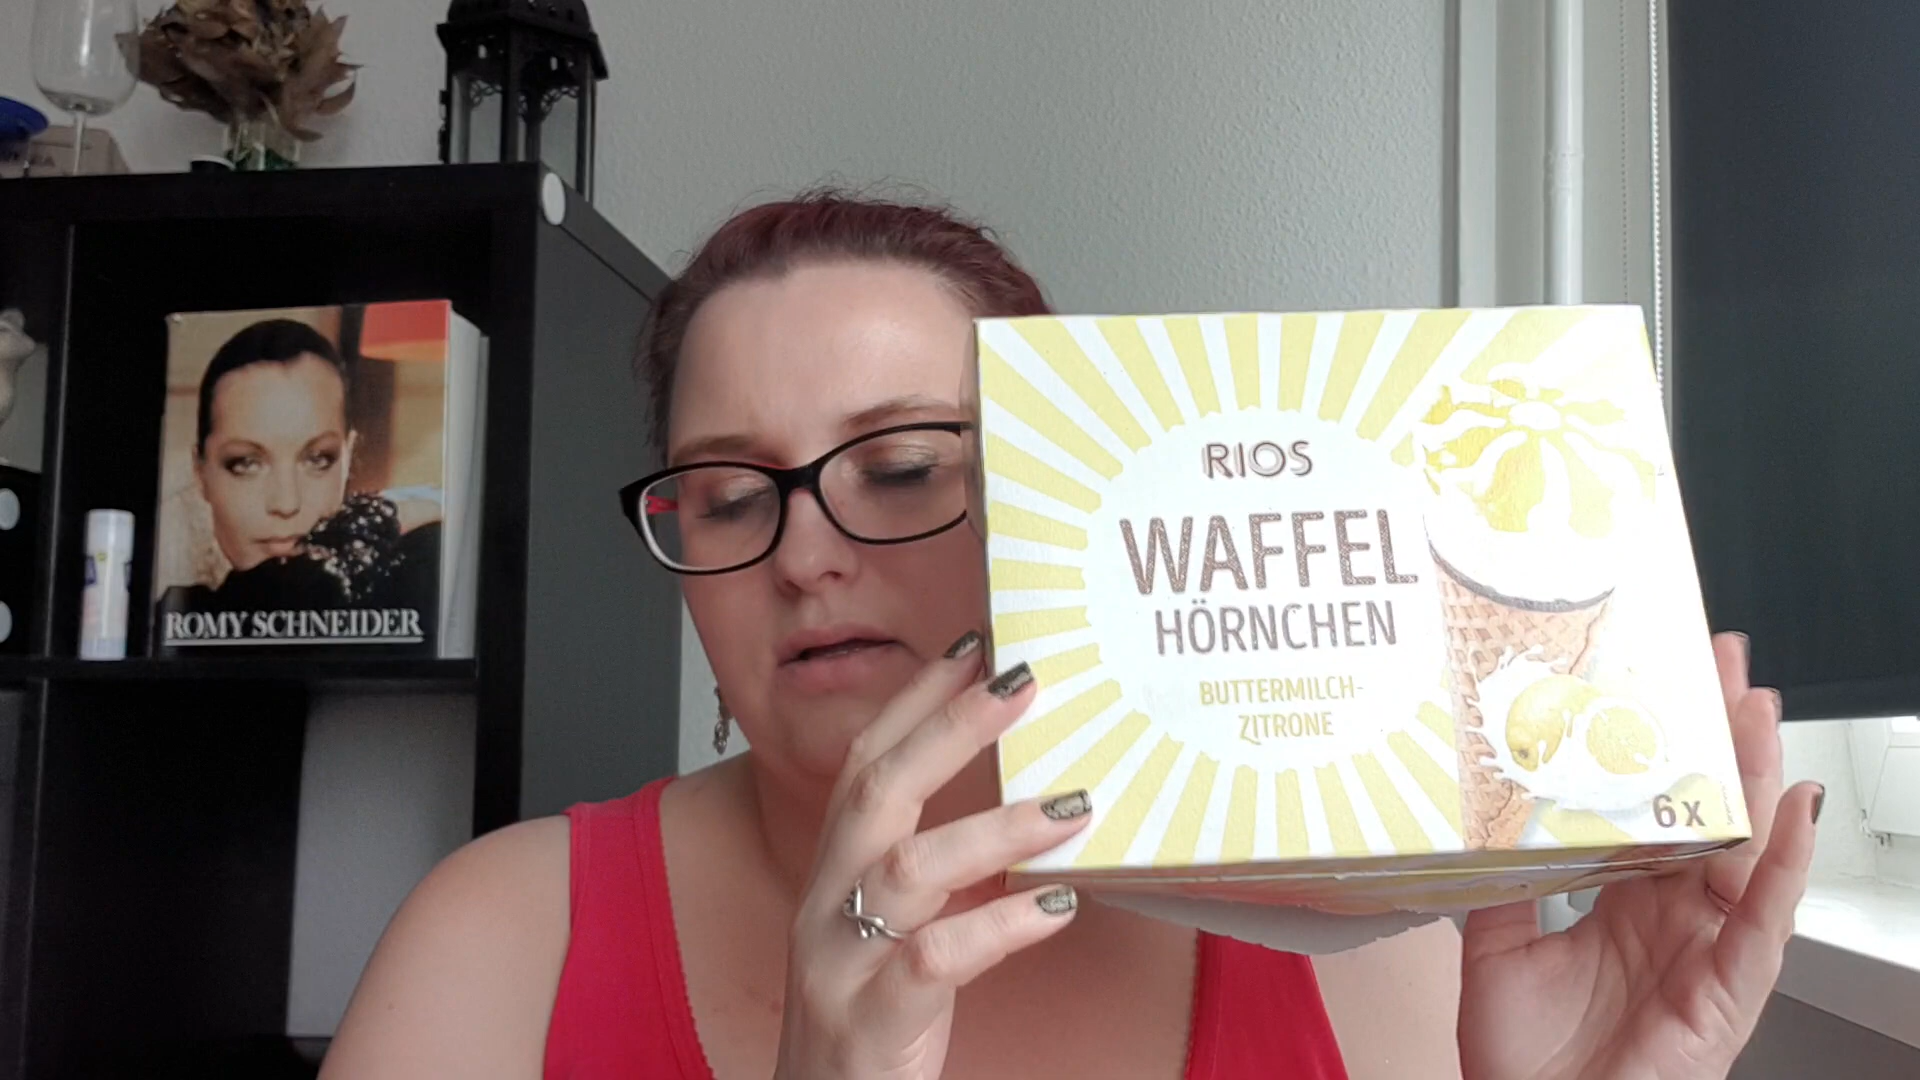 ROMY SCHNEIDER
RIOS
WAFFEL
HÖRNCHEN
BUTTERMILCH-
ZITRONE
6x